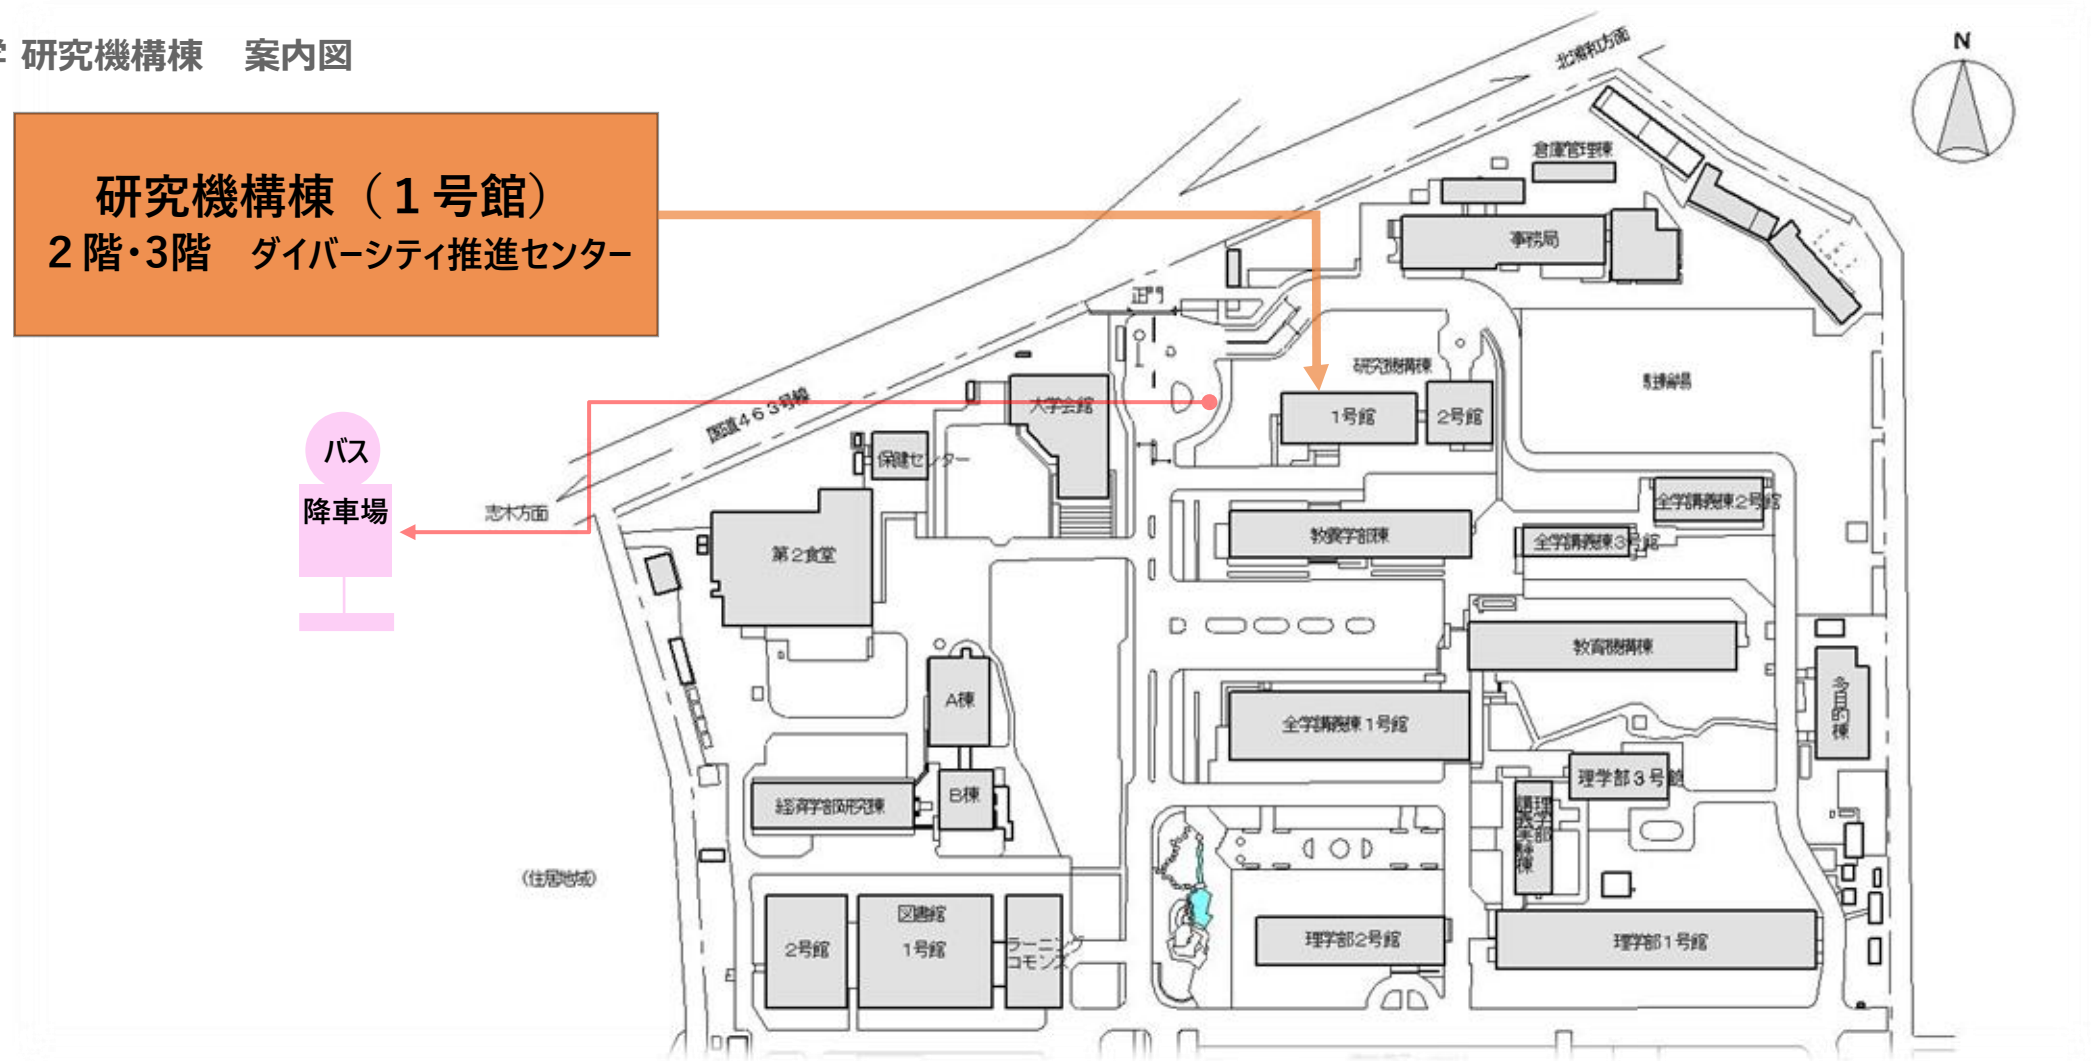 研究機構棟 案内図
N
北浦和方面
研究機構棟（１号館）
２階・3階 ダイバーシティ推進センター
倉庫管理棟
事務局
正門
研究機構棟
駐輪場
国道４６３号線
大学会館
1号館
2号館
バス
降車場
保健センター
志木方面
全学講義棟2号館
第２食堂
教養学部棟
全学講義棟3号館
教育機構棟
A棟
多目的棟
全学講義棟１号館
理学部３号館
経済学部研究棟
B棟
理学部
講義実験棟
（住居地域）
図書館
2号館
1号館
ラーニング
コモンズ
理学部2号館
理学部１号館